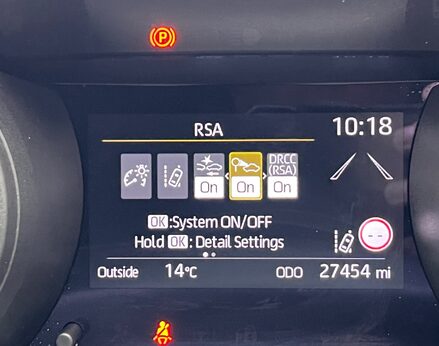 P
RSA
10:18
DRCC
(RSA)
On On On
OK:System ON/OFF
Hold OK: Detail Settings
Outside 14°C ODO 27454 mi